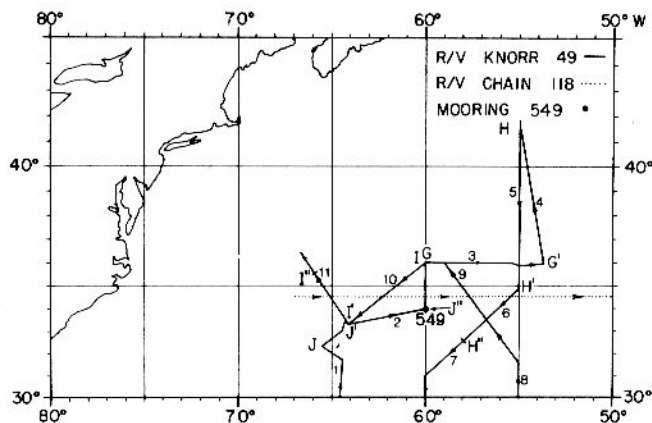 80° 70° 60° 50° W
R/V KNORR 49
R/V CHAIN 118
MOORING 549
H
40° 40°
5
4
I G 3 G'
I" 11 10 9
H'
I' 6
J' 2 549 J"
J H"
1 7
8
30° 30°
80° 70° 60° 50°